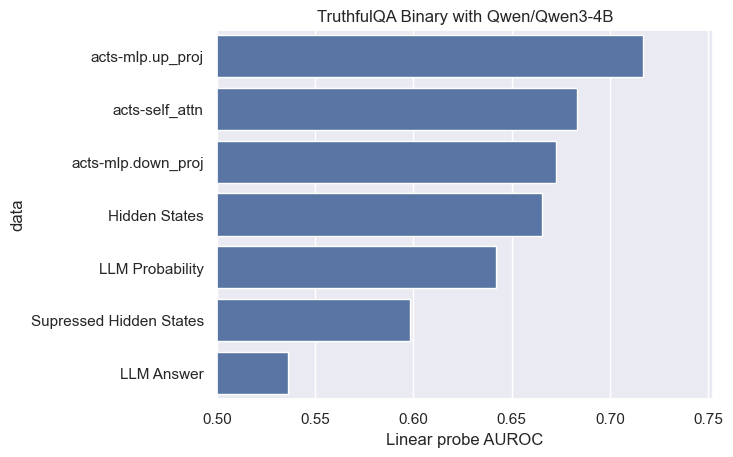 TruthfulQA Binary with Qwen/Qwen3-4B
acts-mlp.up_proj
acts-self_attn
acts-mlp.down_proj
Hidden States
LLM Probability
Supressed Hidden States
LLM Answer
data
0.50 0.55 0.60 0.65 0.70 0.75
Linear probe AUROC